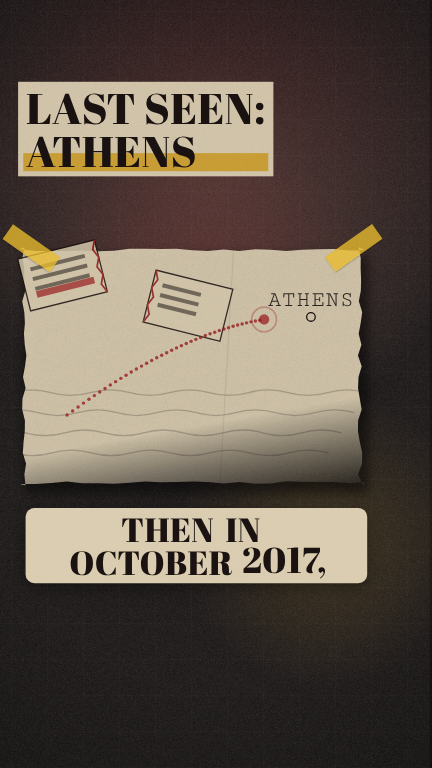 LAST SEEN:
ATHENS
ATHENS
THEN IN
OCTOBER 2017,